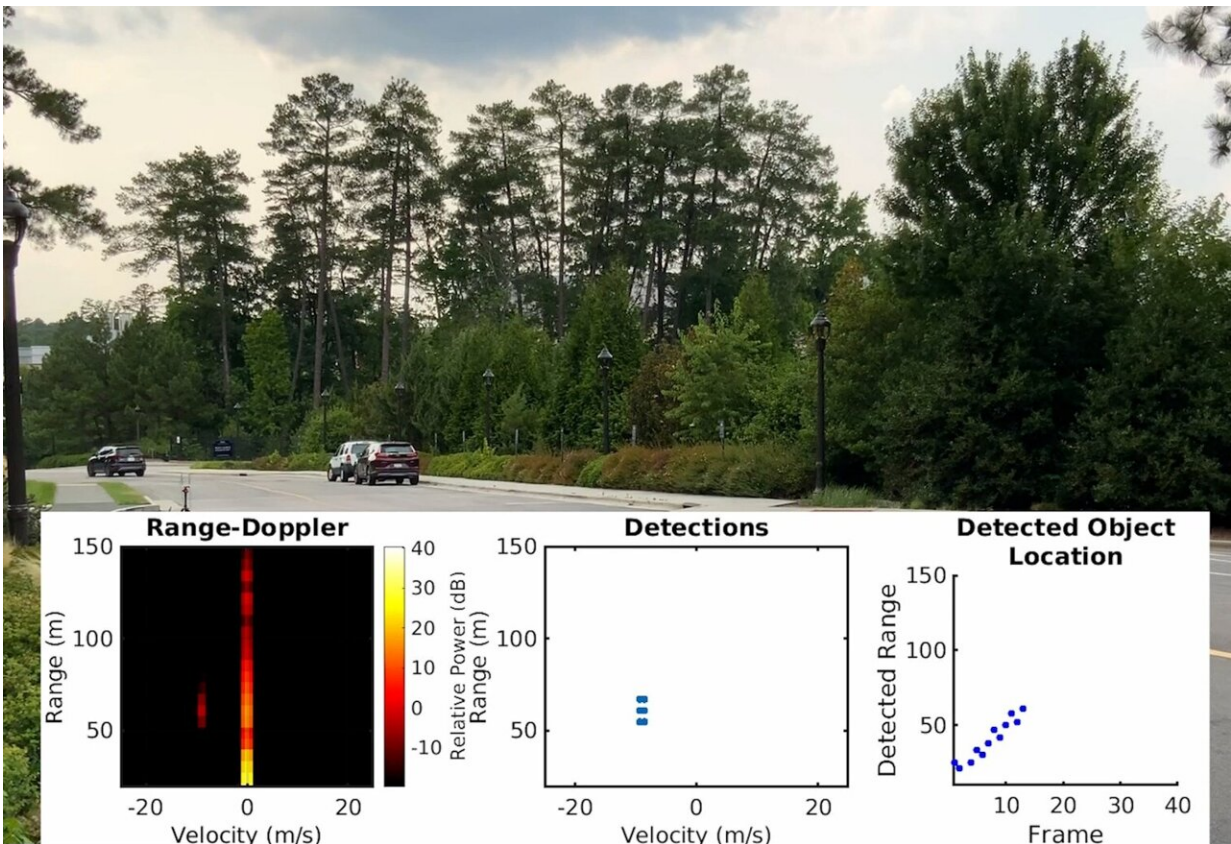 Range-Doppler
150
100
50
Range (m)
-20
0
20
Velocity (m/s)
40
30
20
10
0
-10
Relative Power (dB)
Detections
150
100
50
Range (m)
-20
0
20
Velocity (m/s)
Detected Object
Location
150
100
50
Detected Range
10
20
30
40
Frame